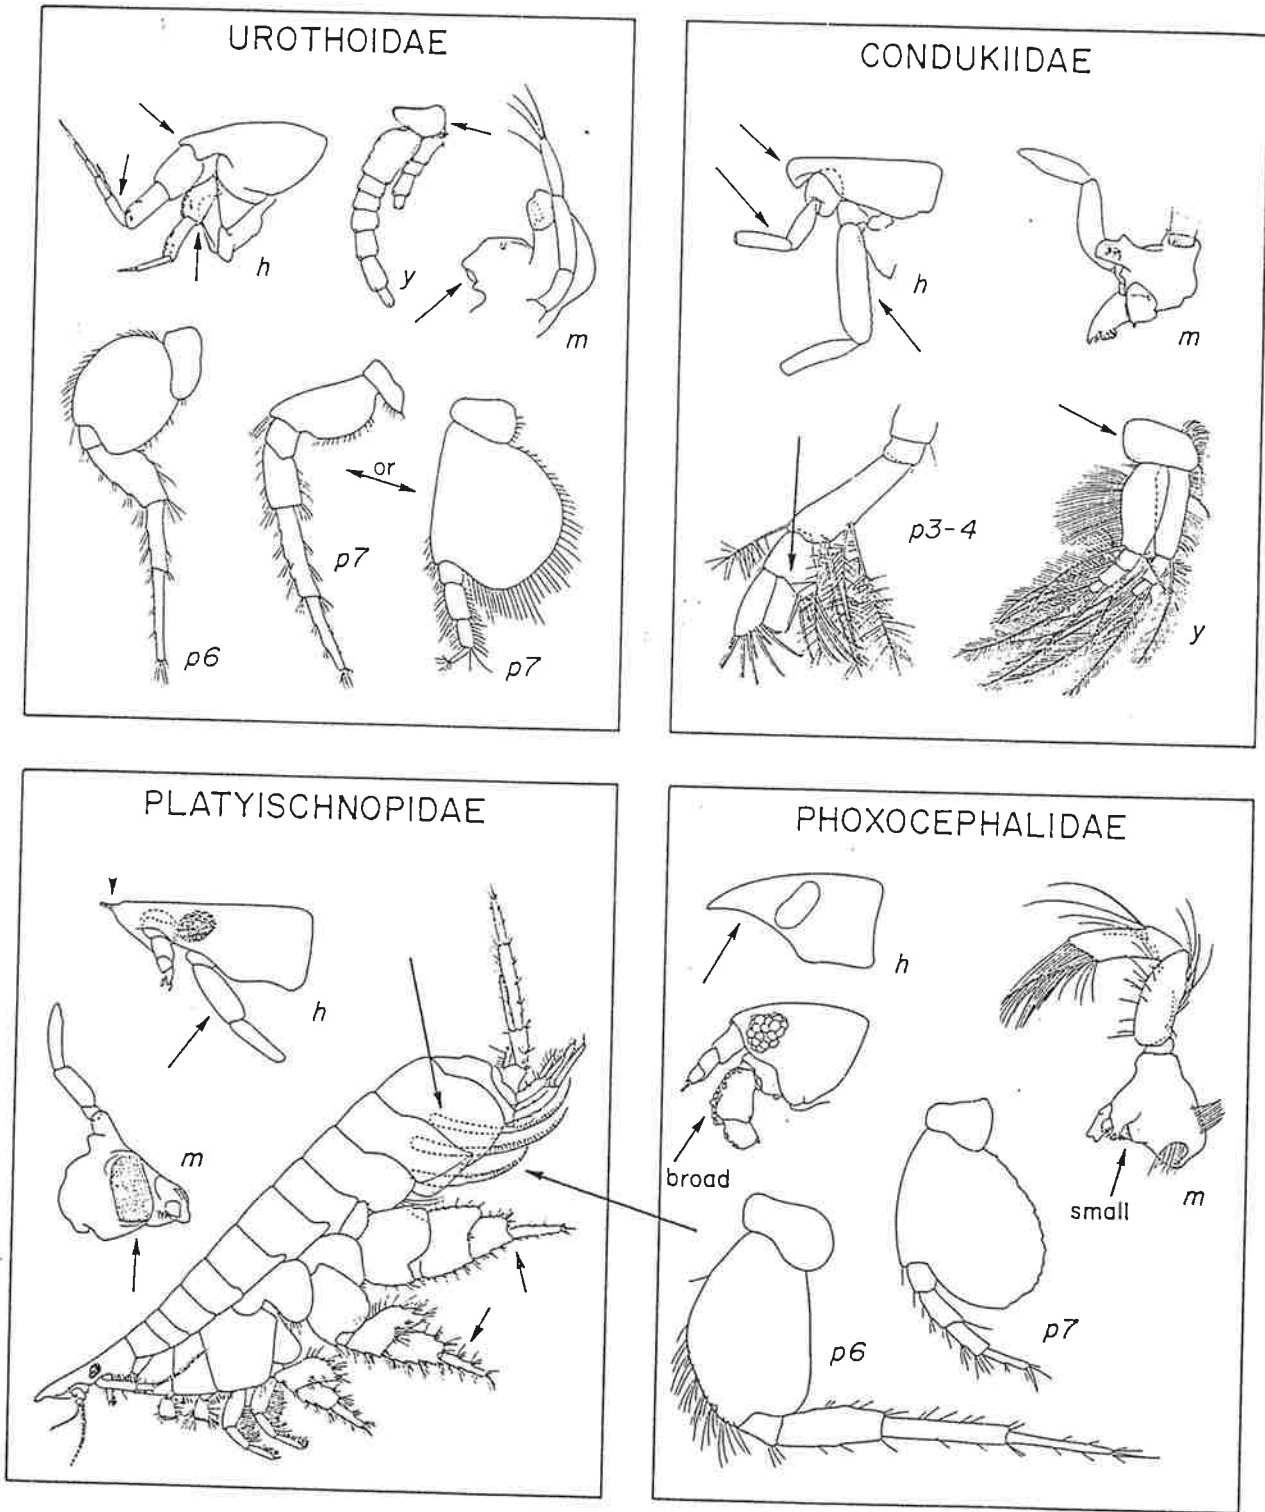 UROTHOIDAE
h
y
m
p6
p7
or
p7
CONDUKIIDAE
h
m
p3-4
y
PLATYISCHNOPIDAE
h
m
PHOXOCEPHALIDAE
h
broad
small
m
p6
p7